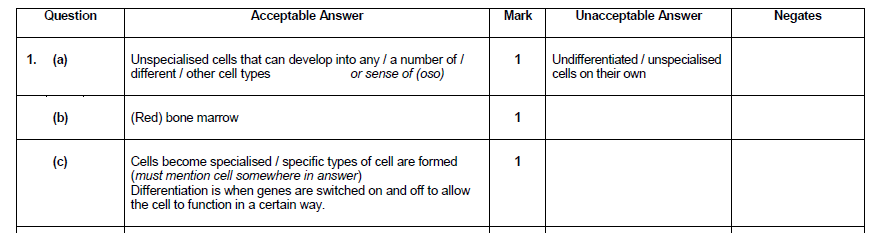 Question Acceptable Answer Mark Unacceptable Answer Negates
1. (a) Unspecialised cells that can develop into any / a number of / 1 Undifferentiated / unspecialised
different / other cell types or sense of (oso) cells on their own
(b) (Red) bone marrow 1
(c) Cells become specialised / specific types of cell are formed 1
(must mention cell somewhere in answer)
Differentiation is when genes are switched on and off to allow
the cell to function in a certain way.